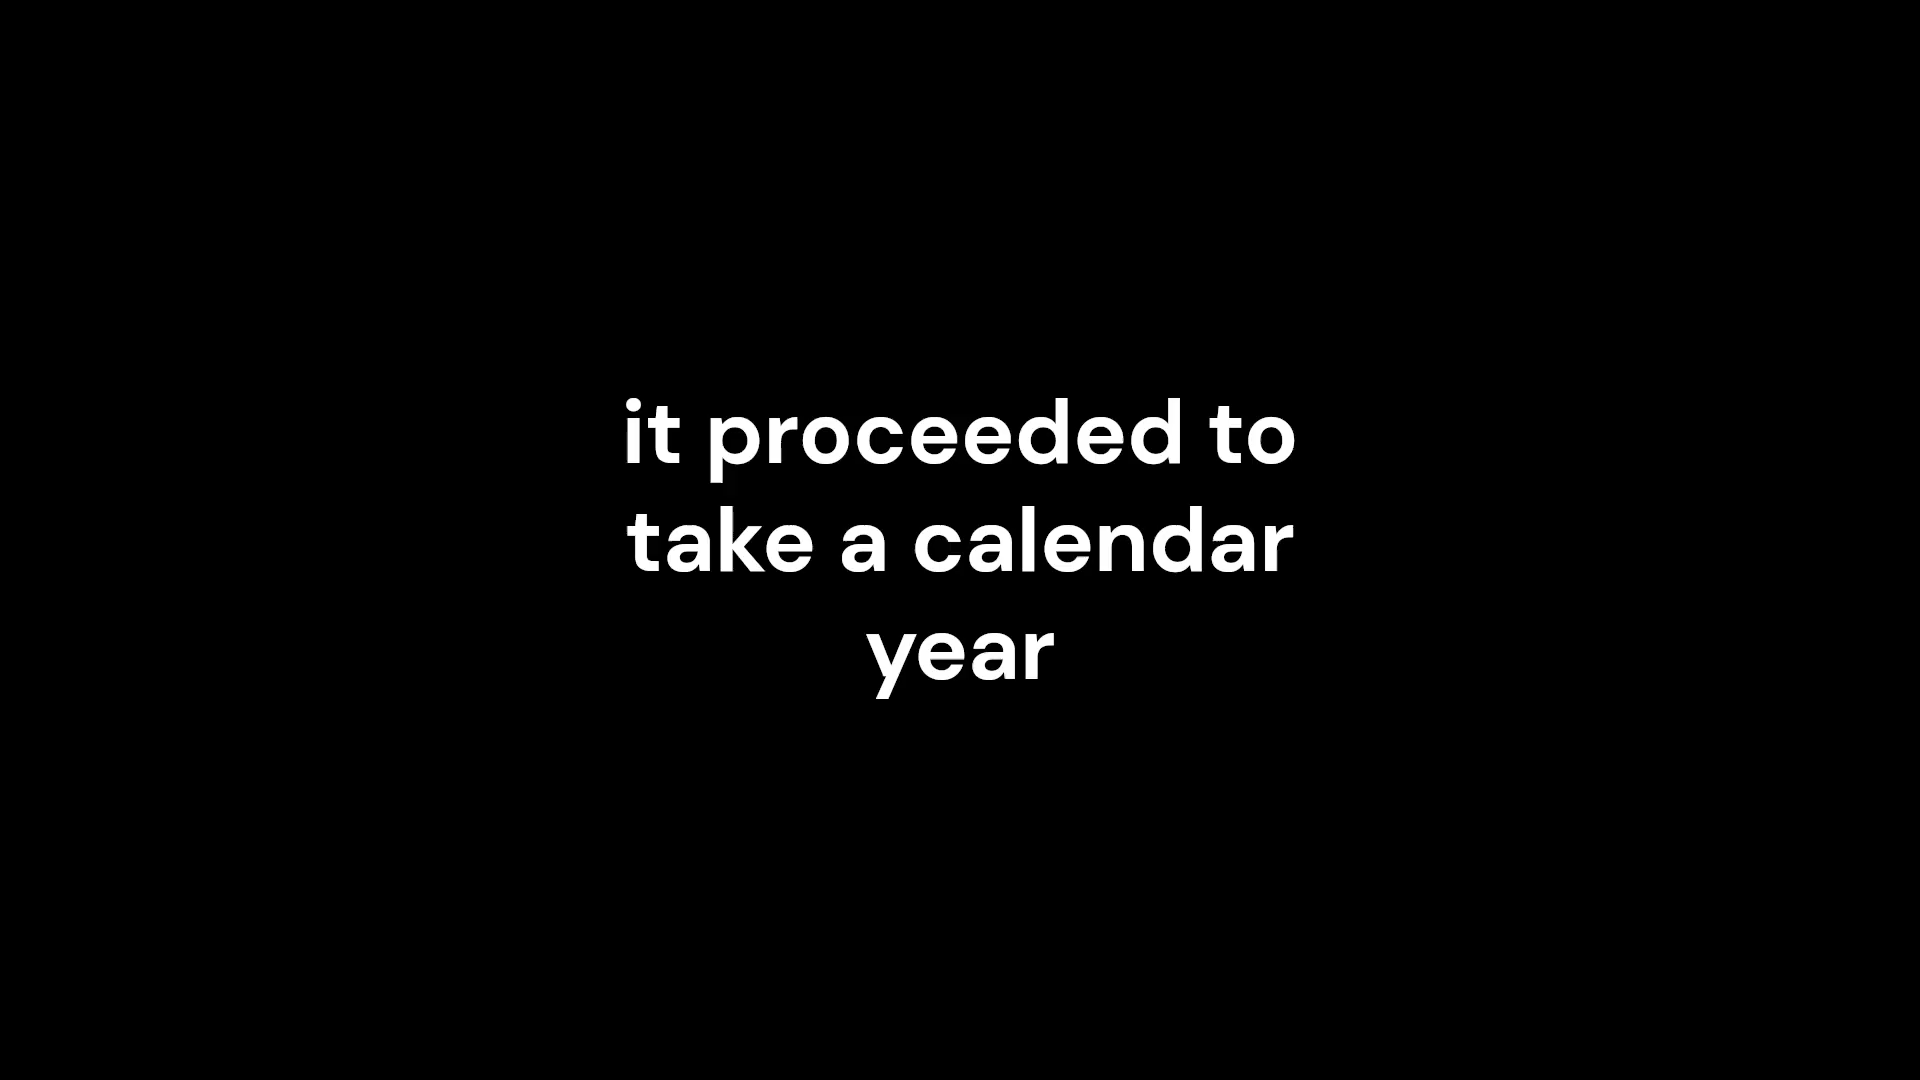 it proceeded to
take a calendar
year